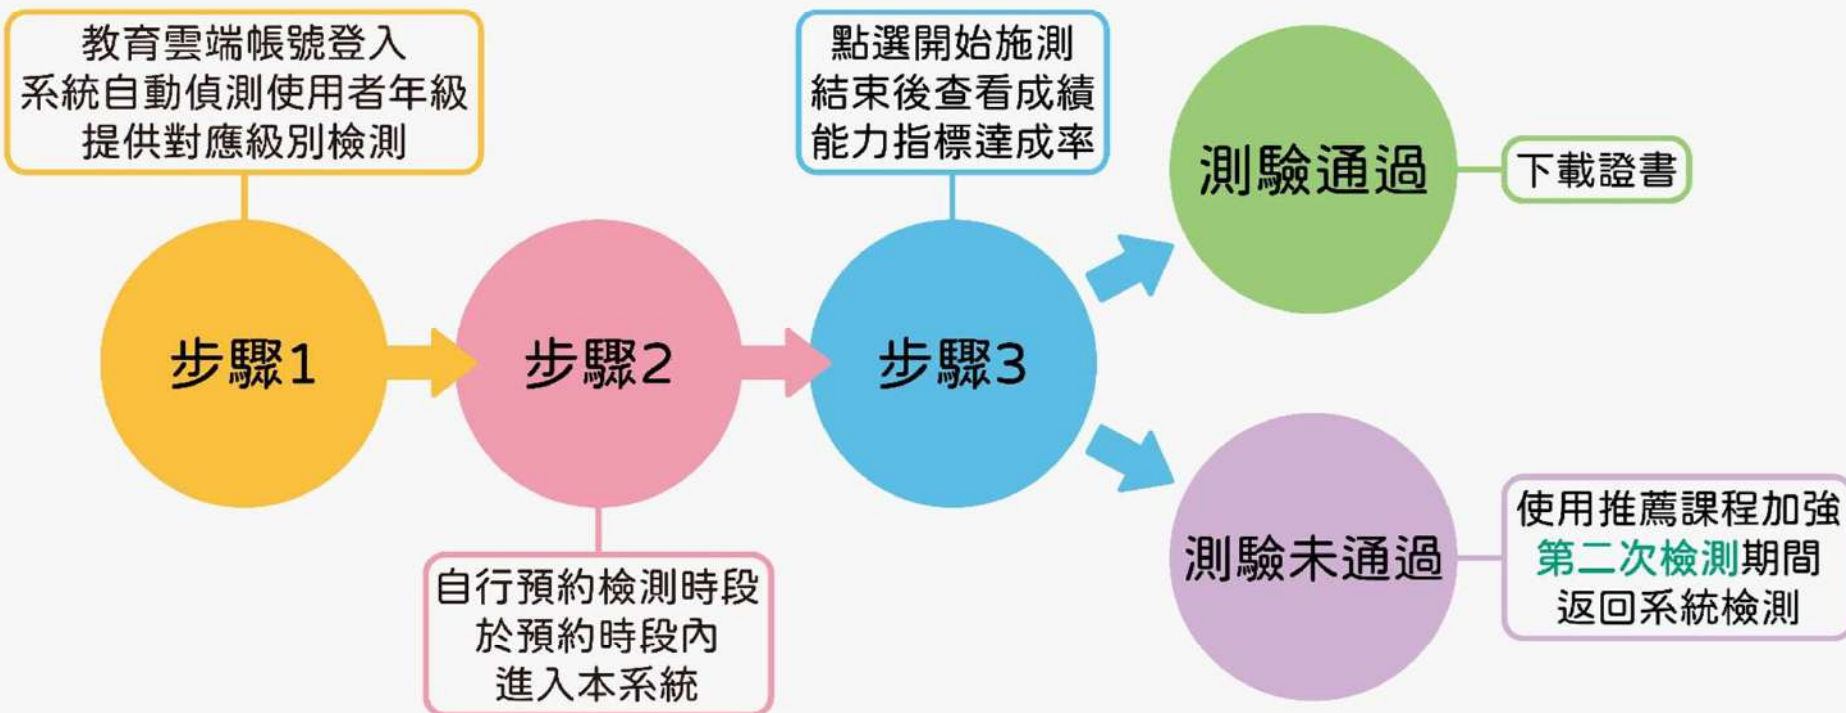 教育雲端帳號登入
系統自動偵測使用者年級
提供對應級別檢測
步驟1
步驟2
自行預約檢測時段
於預約時段內
進入本系統
點選開始施測
結束後查看成績
能力指標達成率
步驟3
測驗通過
下載證書
測驗未通過
使用推薦課程加強
第二次檢測期間
返回系統檢測